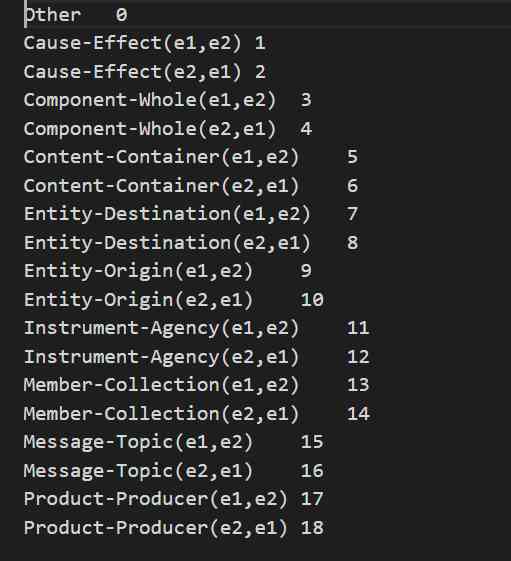 Other	0
Cause-Effect(e1,e2)	1
Cause-Effect(e2,e1)	2
Component-Whole(e1,e2)	3
Component-Whole(e2,e1)	4
Content-Container(e1,e2)	5
Content-Container(e2,e1)	6
Entity-Destination(e1,e2)	7
Entity-Destination(e2,e1)	8
Entity-Origin(e1,e2)	9
Entity-Origin(e2,e1)	10
Instrument-Agency(e1,e2)	11
Instrument-Agency(e2,e1)	12
Member-Collection(e1,e2)	13
Member-Collection(e2,e1)	14
Message-Topic(e1,e2)	15
Message-Topic(e2,e1)	16
Product-Producer(e1,e2)	17
Product-Producer(e2,e1)	18